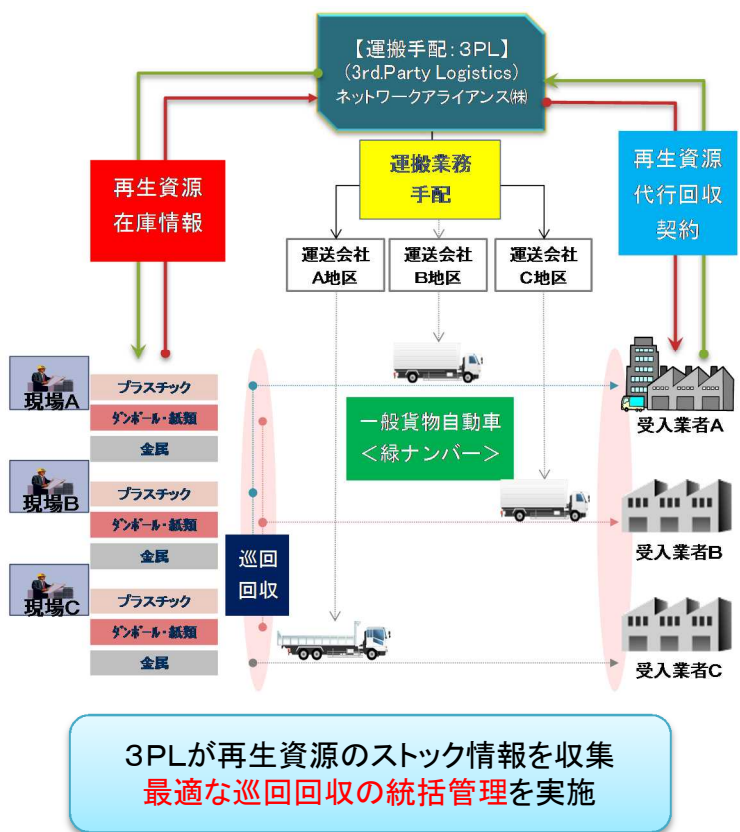 【運搬手配:3PL】
(3rd.Party Logistics)
ネットワークアライアンス㈱
再生資源
在庫情報
運搬業務
手配
再生資源
代行回収
契約
運送会社
A地区
運送会社
B地区
運送会社
C地区
現場A
プラスチック
ダンボール・紙類
金属
現場B
プラスチック
ダンボール・紙類
金属
現場C
プラスチック
ダンボール・紙類
金属
巡回
回収
一般貨物自動車
<緑ナンバー>
受入業者A
受入業者B
受入業者C
3PLが再生資源のストック情報を収集
最適な巡回回収の統括管理を実施